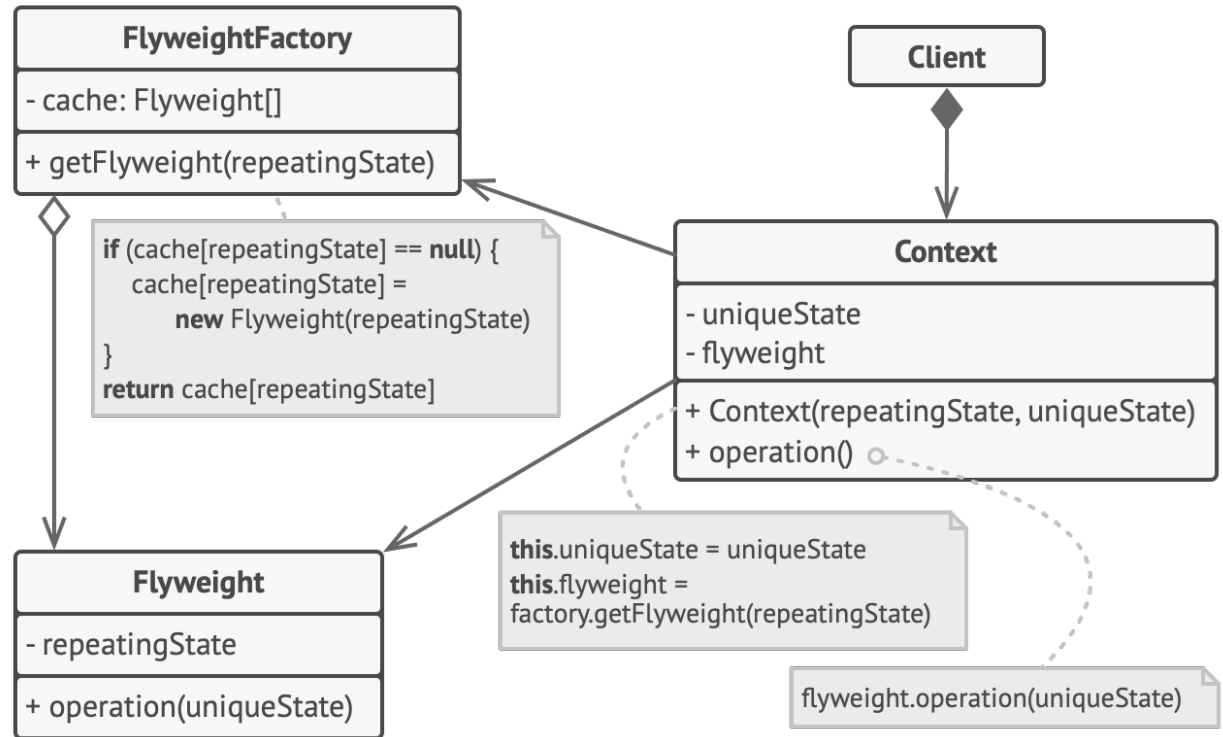 FlyweightFactory
- cache: Flyweight[]
+ getFlyweight(repeatingState)
if (cache[repeatingState] == null) {
cache[repeatingState] =
new Flyweight(repeatingState)
}
return cache[repeatingState]
Client
Context
- uniqueState
- flyweight
+ Context(repeatingState, uniqueState)
+ operation()
this.uniqueState = uniqueState
this.flyweight =
factory.getFlyweight(repeatingState)
flyweight.operation(uniqueState)
Flyweight
- repeatingState
+ operation(uniqueState)